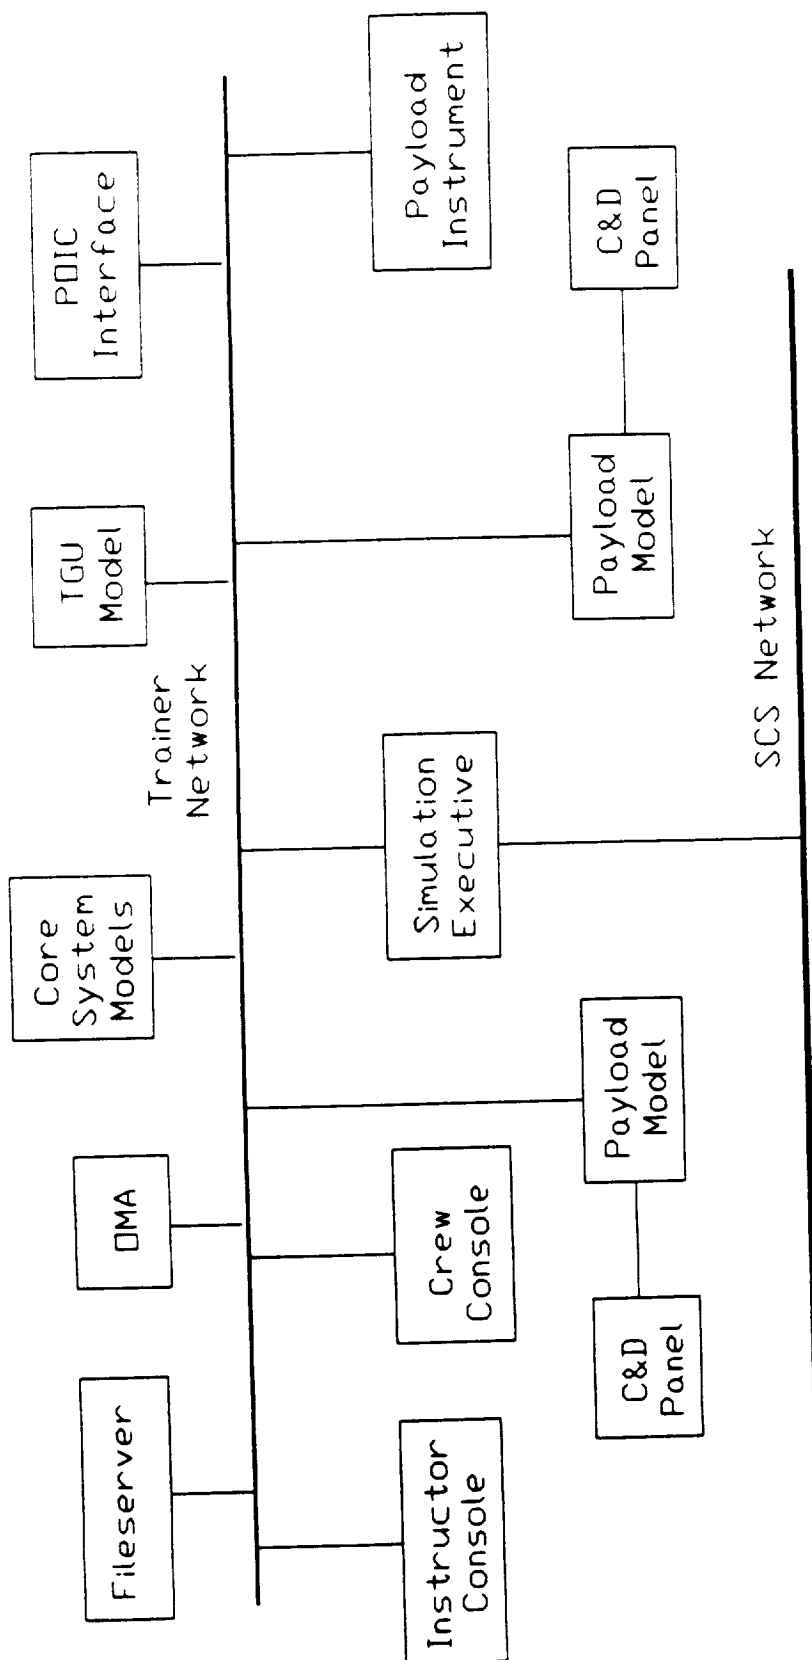 Fileserver
OMA
Core
System
Models
TGU
Model
POIC
Interface
Trainer
Network
Instructor
Console
Crew
Console
Simulation
Executive
Payload
Instrument
C&D
Panel
Payload
Model
Payload
Model
C&D
Panel
SCS Network